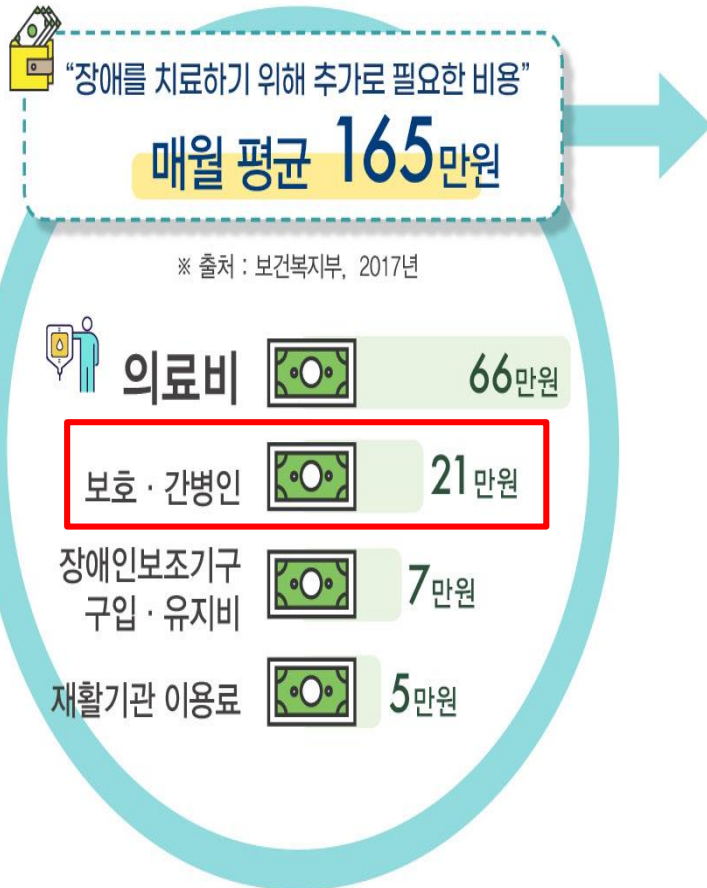 “장애를 치료하기 위해 추가로 필요한 비용”
매월 평균 165만원
※ 출처 : 보건복지부, 2017년
의료비 66만원
보호 · 간병인 21만원
장애인보조기구
구입 · 유지비 7만원
재활기관 이용료 5만원